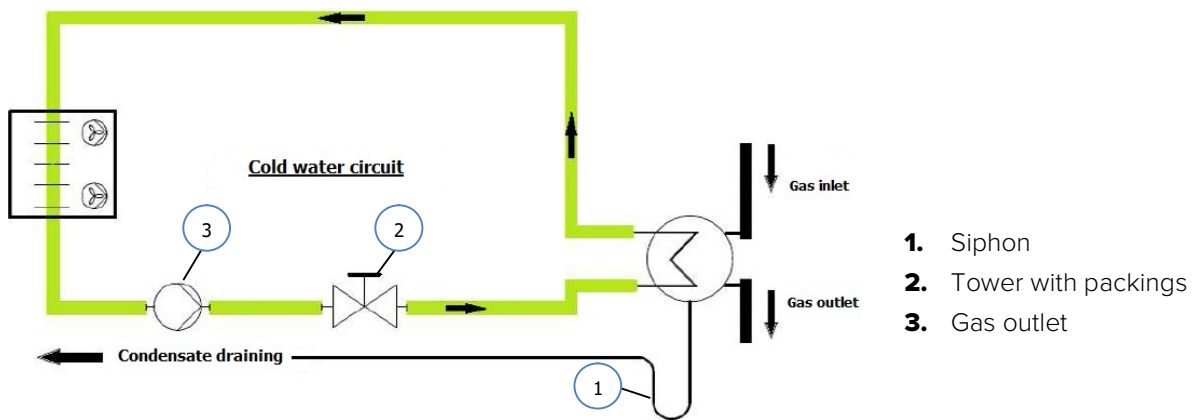 Cold water circuit
3
2
Gas inlet
Gas outlet
Condensate draining
1
1. Siphon
2. Tower with packings
3. Gas outlet